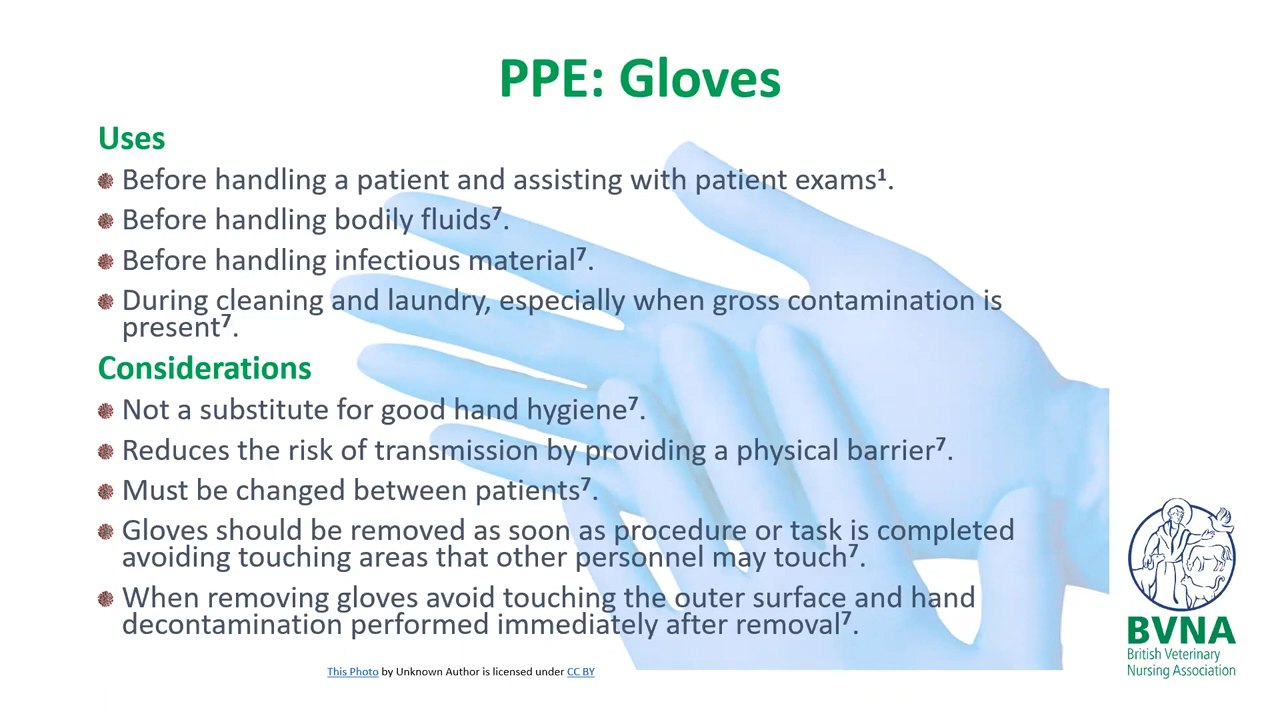 PPE: Gloves
Uses
Before handling a patient and assisting with patient exams¹.
Before handling bodily fluids⁷.
Before handling infectious material⁷.
During cleaning and laundry, especially when gross contamination is
present⁷.
Considerations
Not a substitute for good hand hygiene⁷.
Reduces the risk of transmission by providing a physical barrier⁷.
Must be changed between patients⁷.
Gloves should be removed as soon as procedure or task is completed
avoiding touching areas that other personnel may touch⁷.
When removing gloves avoid touching the outer surface and hand
decontamination performed immediately after removal⁷.
This Photo by Unknown Author is licensed under CC BY
BVNA
British Veterinary
Nursing Association